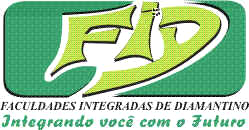 FID
FACULDADES INTEGRADAS DE DIAMANTINO
Integrando você com o Futuro